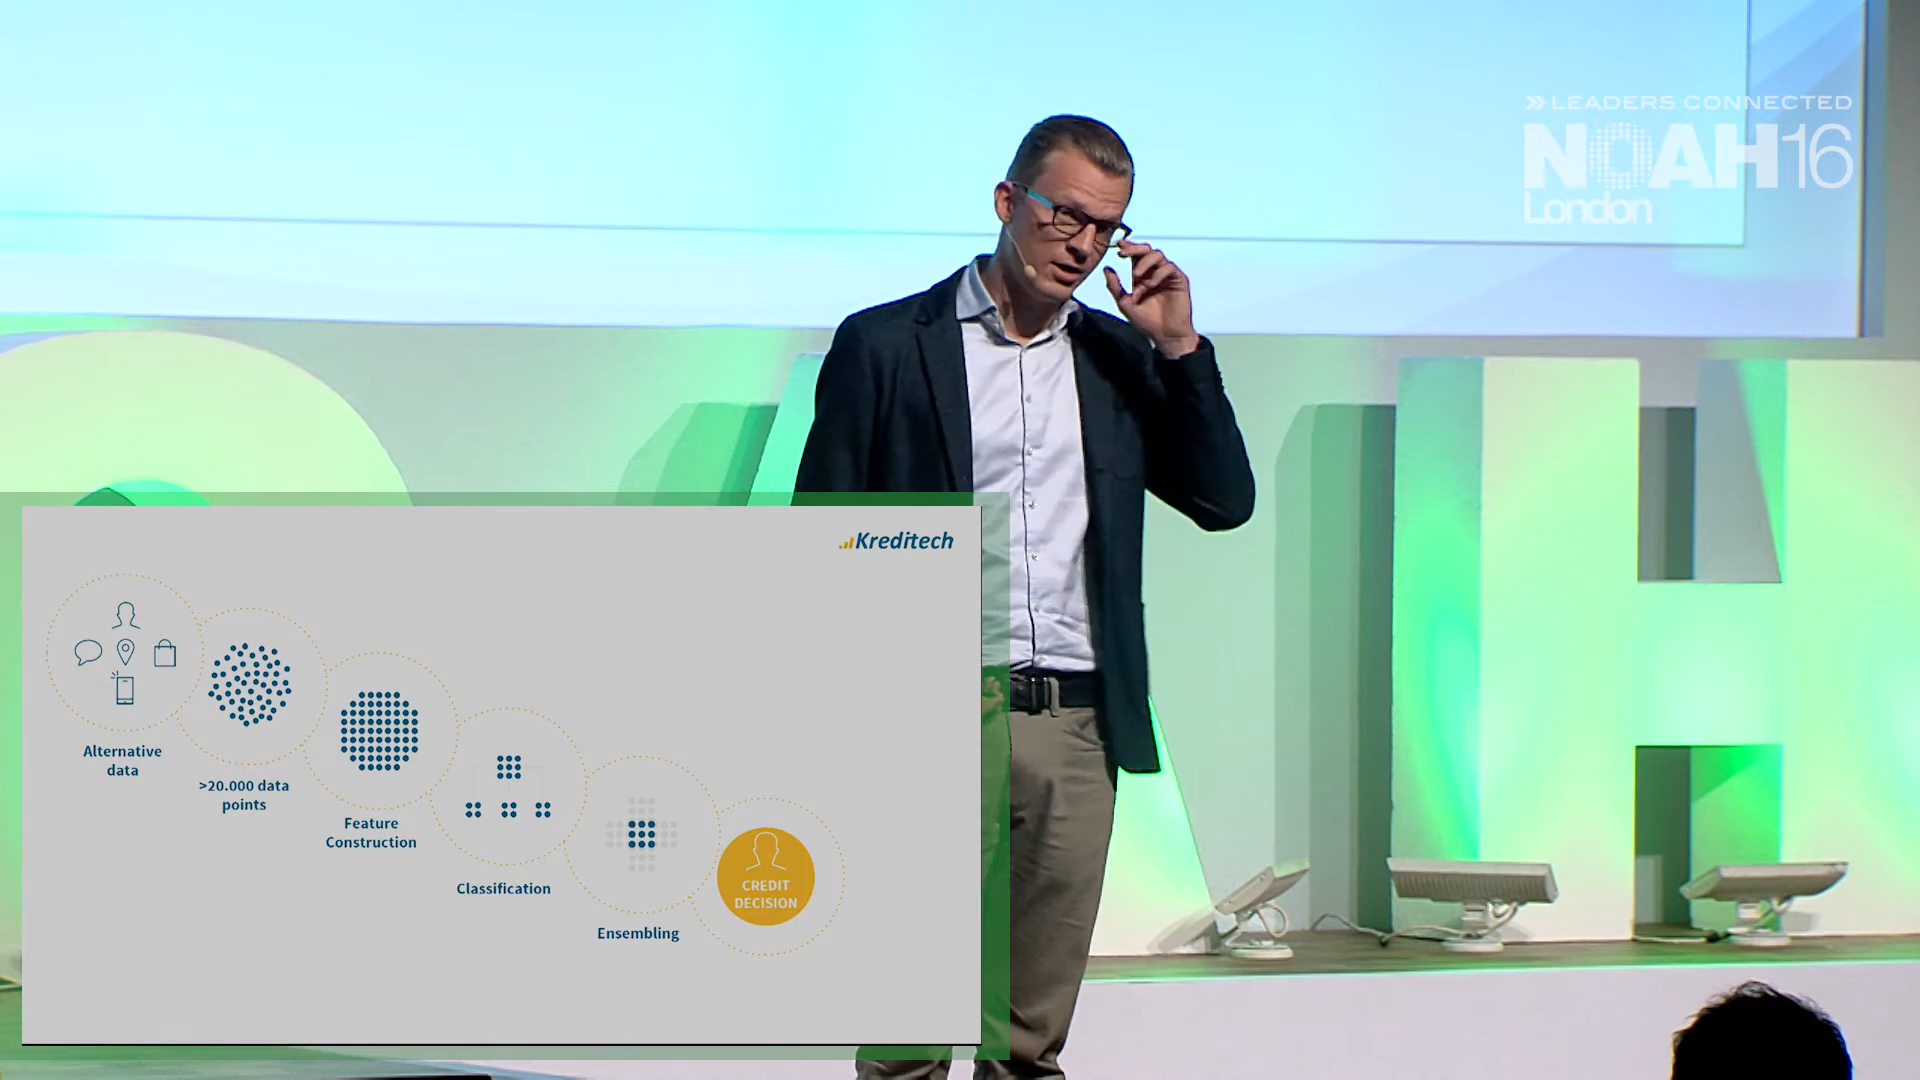 LEADERS CONNECTED
NOAH16
London
Kreditech
Alternative
data
>20.000 data
points
Feature
Construction
Classification
Ensembling
CREDIT
DECISION